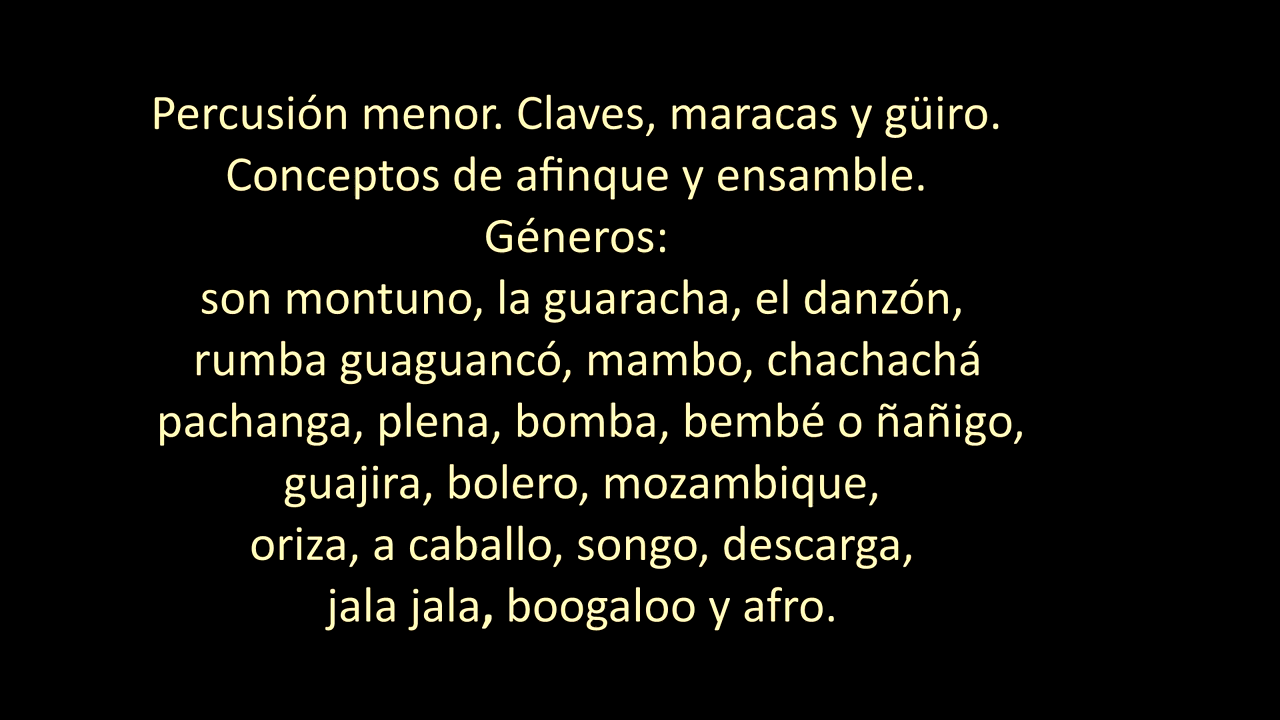 Percusión menor. Claves, maracas y güiro.
Conceptos de afinque y ensamble.
Géneros:
son montuno, la guaracha, el danzón,
rumba guaguancó, mambo, chachachá
pachanga, plena, bomba, bembé o ñañigo,
guajira, bolero, mozambique,
oriza, a caballo, songo, descarga,
jala jala, boogaloo y afro.